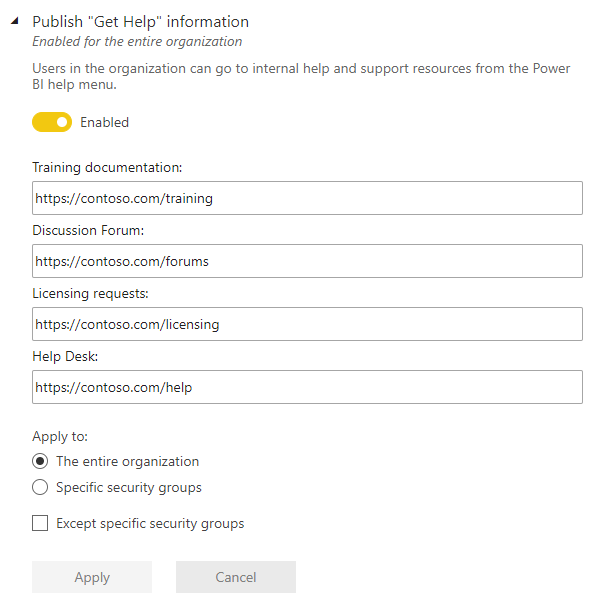 Publish "Get Help" information
Enabled for the entire organization
Users in the organization can go to internal help and support resources from the Power
BI help menu.
Enabled
Training documentation:
https://contoso.com/training
Discussion Forum:
https://contoso.com/forums
Licensing requests:
https://contoso.com/licensing
Help Desk:
https://contoso.com/help
Apply to:
The entire organization
Specific security groups
Except specific security groups
Apply
Cancel